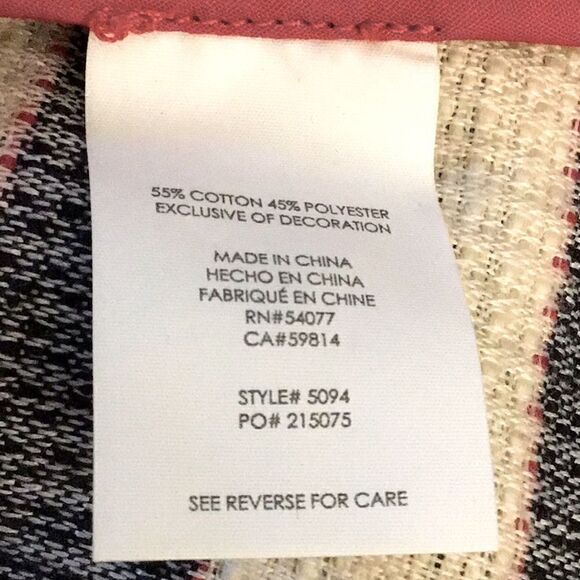 55% COTTON 45% POLYESTER
EXCLUSIVE OF DECORATION
MADE IN CHINA
HECHO EN CHINA
FABRIQUÉ EN CHINE
RN#54077
CA#59814
STYLE# 5094
PO# 215075
SEE REVERSE FOR CARE